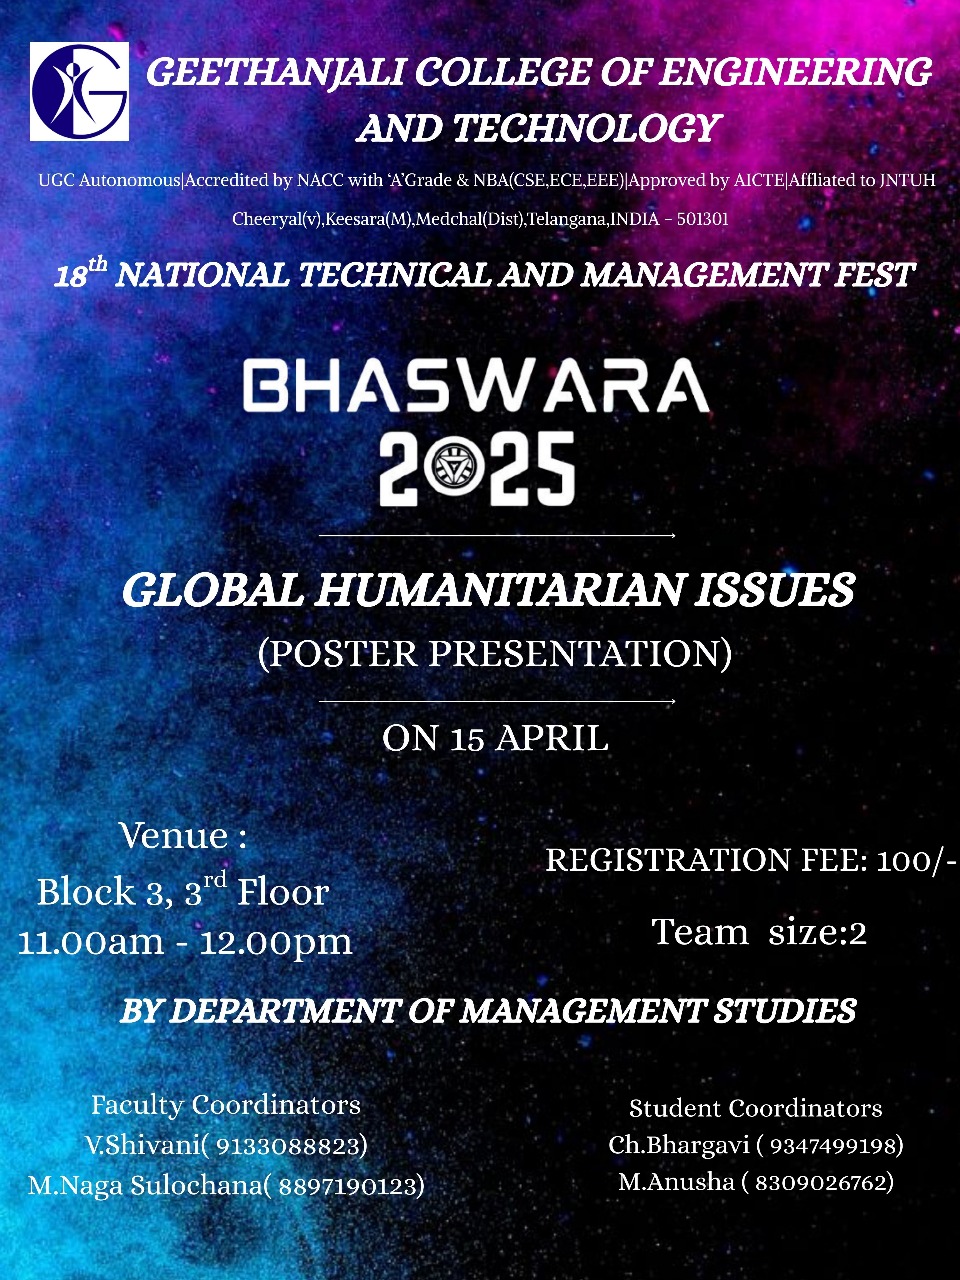 GEETHANJALI COLLEGE OF ENGINEERING
AND TECHNOLOGY
UGC Autonomous|Accredited by NACC with ‘A’Grade & NBA(CSE,ECE,EEE)|Approved by AICTE|Affliated to JNTUH
Cheeryal(v),Keesara(M),Medchal(Dist),Telangana,INDIA – 501301
18th NATIONAL TECHNICAL AND MANAGEMENT FEST
BHASWARA
2025
GLOBAL HUMANITARIAN ISSUES
(POSTER PRESENTATION)
ON 15 APRIL
Venue :
Block 3, 3rd Floor
11.00am - 12.00pm
REGISTRATION FEE: 100/-
Team size:2
BY DEPARTMENT OF MANAGEMENT STUDIES
Faculty Coordinators
V.Shivani( 9133088823)
M.Naga Sulochana( 8897190123)
Student Coordinators
Ch.Bhargavi ( 9347499198)
M.Anusha ( 8309026762)